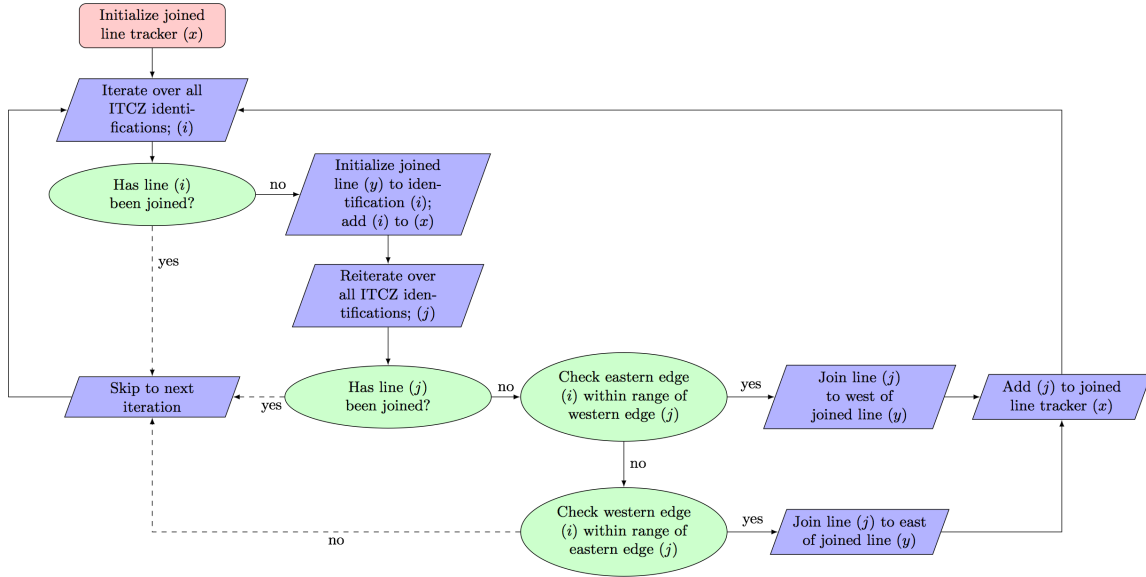 Initialize joined
line tracker (x)
Iterate over all
ITCZ identi-
fications; (i)
Has line (i)
been joined?
no
Initialize joined
line (y) to iden-
tification (i);
add (i) to (x)
yes
Reiterate over
all ITCZ iden-
tifications; (j)
Skip to next
iteration
yes
Has line (j)
been joined?
no
Check eastern edge
(i) within range of
western edge (j)
yes
Join line (j)
to west of
joined line (y)
Add (j) to joined
line tracker (x)
no
Check western edge
(i) within range of
eastern edge (j)
yes
Join line (j) to east
of joined line (y)
no